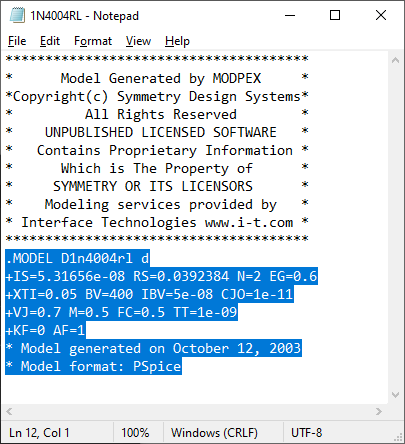 1N4004RL - Notepad
File Edit Format View Help
***************************************
*      Model Generated by MODPEX      *
*Copyright(c) Symmetry Design Systems*
*         All Rights Reserved         *
*    UNPUBLISHED LICENSED SOFTWARE    *
*   Contains Proprietary Information  *
*      Which is The Property of       *
*     SYMMETRY OR ITS LICENSORS       *
*    Modeling services provided by    *
* Interface Technologies www.i-t.com *
***************************************
.MODEL D1n4004rl d
+IS=5.31656e-08 RS=0.0392384 N=2 EG=0.6
+XTI=0.05 BV=400 IBV=5e-08 CJO=1e-11
+VJ=0.7 M=0.5 FC=0.5 TT=1e-09
+KF=0 AF=1
* Model generated on October 12, 2003
* Model format: PSpice
Ln 12, Col 1 100% Windows (CRLF) UTF-8